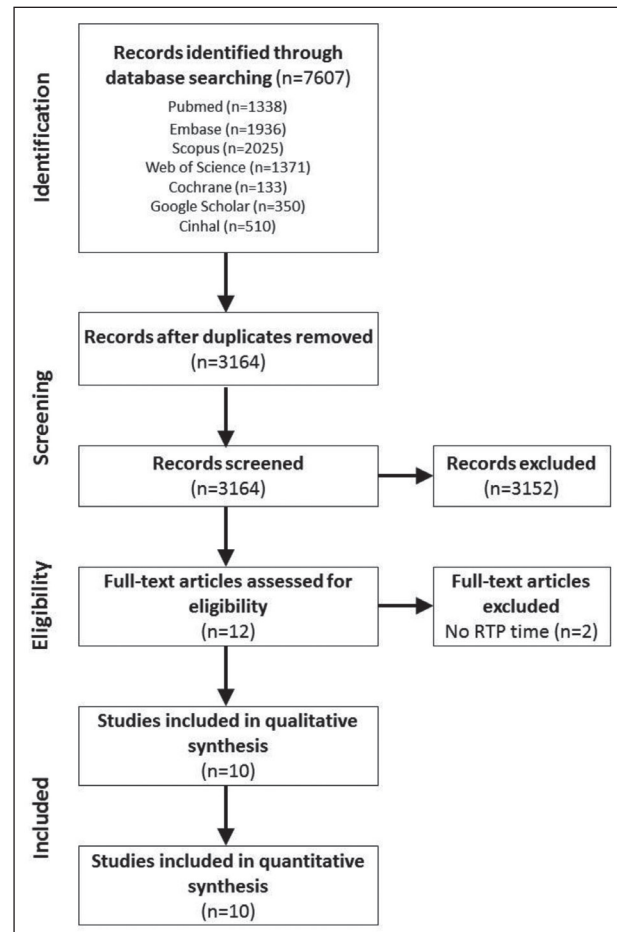 Identification
Records identified through
database searching (n=7607)
Pubmed (n=1338)
Embase (n=1936)
Scopus (n=2025)
Web of Science (n=1371)
Cochrane (n=133)
Google Scholar (n=350)
Cinhal (n=510)
Screening
Records after duplicates removed
(n=3164)
Records screened
(n=3164)
Records excluded
(n=3152)
Eligibility
Full-text articles assessed for
eligibility
(n=12)
Full-text articles
excluded
No RTP time (n=2)
Included
Studies included in qualitative
synthesis
(n=10)
Studies included in quantitative
synthesis
(n=10)